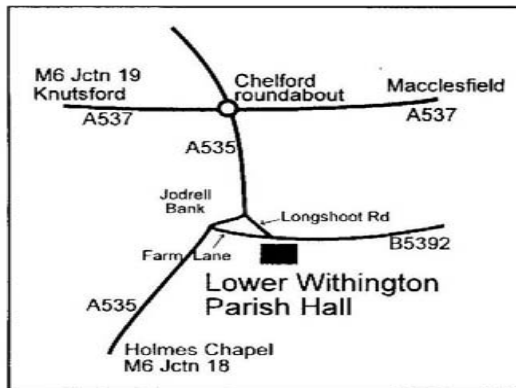 M6 Jctn 19
Knutsford
Chelford
roundabout
Macclesfield
A537
A537
A535
Jodrell
Bank
Longshoot Rd
Farm Lane
B5392
Lower Withington
Parish Hall
A535
Holmes Chapel
M6 Jctn 18